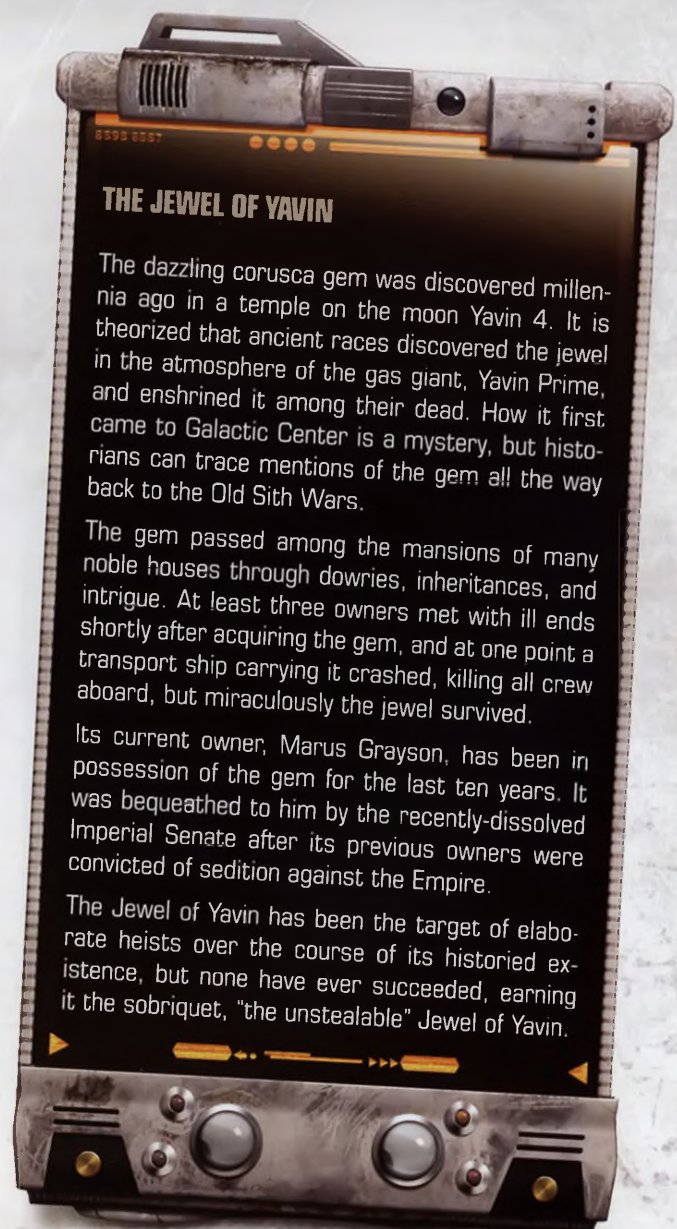 THE JEWEL OF YAVIN
The dazzling corusca gem was discovered millen-
nia ago in a temple on the moon Yavin 4. It is
theorized that ancient races discovered the jewel
in the atmosphere of the gas giant, Yavin Prime,
and enshrined it among their dead. How it first
came to Galactic Center is a mystery, but histo-
rians can trace mentions of the gem all the way
back to the Old Sith Wars.
The gem passed among the mansions of many
noble houses through dowries, inheritances, and
intrigue. At least three owners met with ill ends
shortly after acquiring the gem, and at one point a
transport ship carrying it crashed, killing all crew
aboard, but miraculously the jewel survived.
Its current owner, Marus Grayson, has been in
possession of the gem for the last ten years. It
was bequeathed to him by the recently-dissolved
Imperial Senate after its previous owners were
convicted of sedition against the Empire.
The Jewel of Yavin has been the target of elabo-
rate heists over the course of its historied ex-
istence, but none have ever succeeded, earning
it the sobriquet, "the unstealable" Jewel of Yavin.